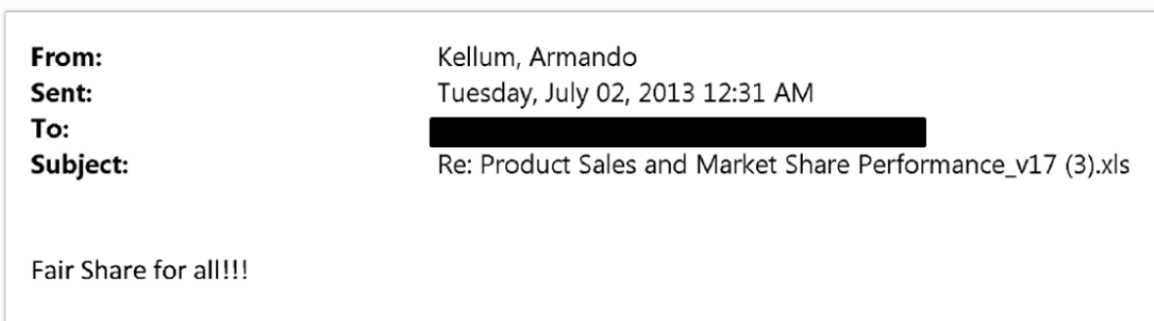 From: Kellum, Armando
Sent: Tuesday, July 02, 2013 12:31 AM
To:
Subject: Re: Product Sales and Market Share Performance_v17 (3).xls
Fair Share for all!!!